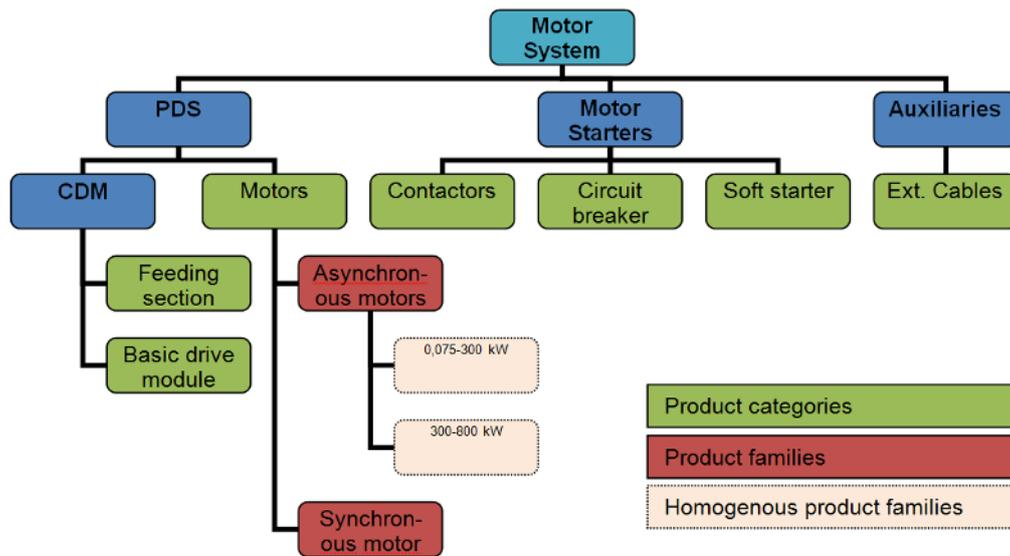 Motor
System
PDS
Motor
Starters
Auxiliaries
CDM
Motors
Contactors
Circuit
breaker
Soft starter
Ext. Cables
Feeding
section
Asynchron-
ous motors
Basic drive
module
0,075-300 kW
300-800 kW
Product categories
Product families
Homogenous product families
Synchron-
ous motor